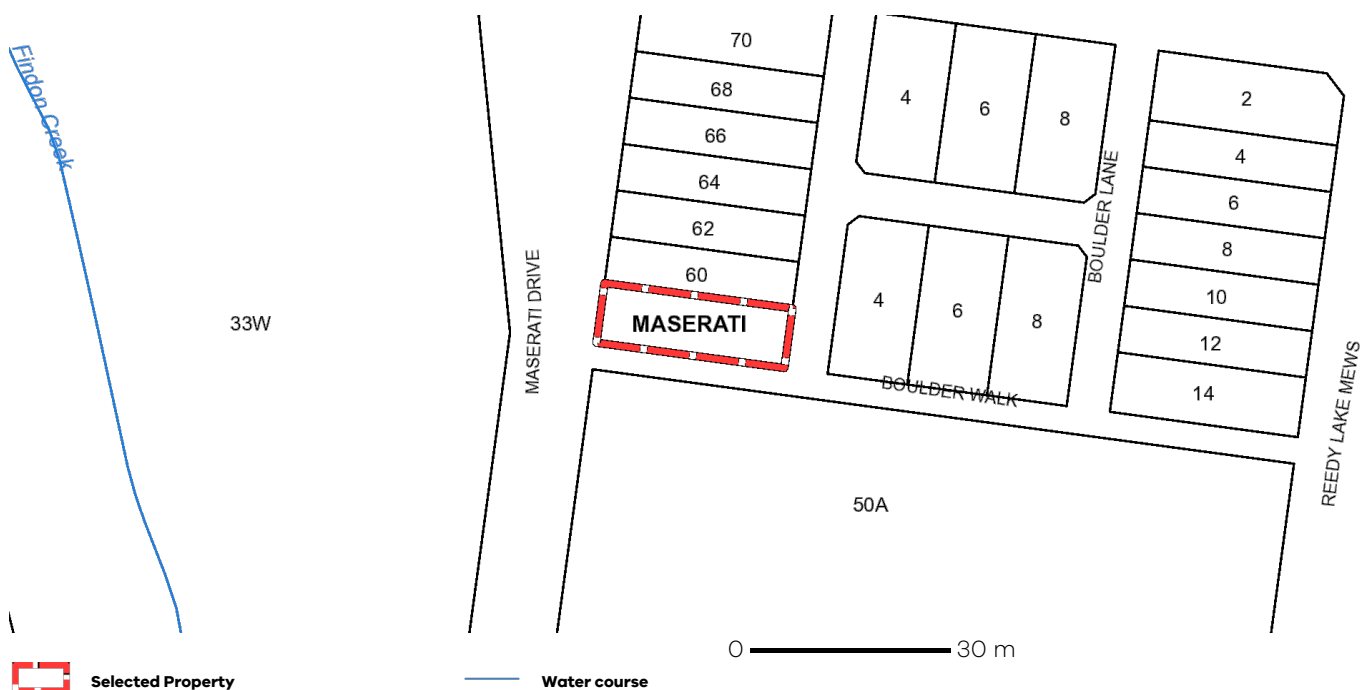 Findon Creek
33W
MASERATI DRIVE
70
68
66
64
62
60
MASERATI
4
6
8
4
6
8
BOULDER LANE
BOULDER WALK
2
4
6
8
10
12
14
REEDY LAKE MEWS
50A
0 30 m
Selected Property
Water course